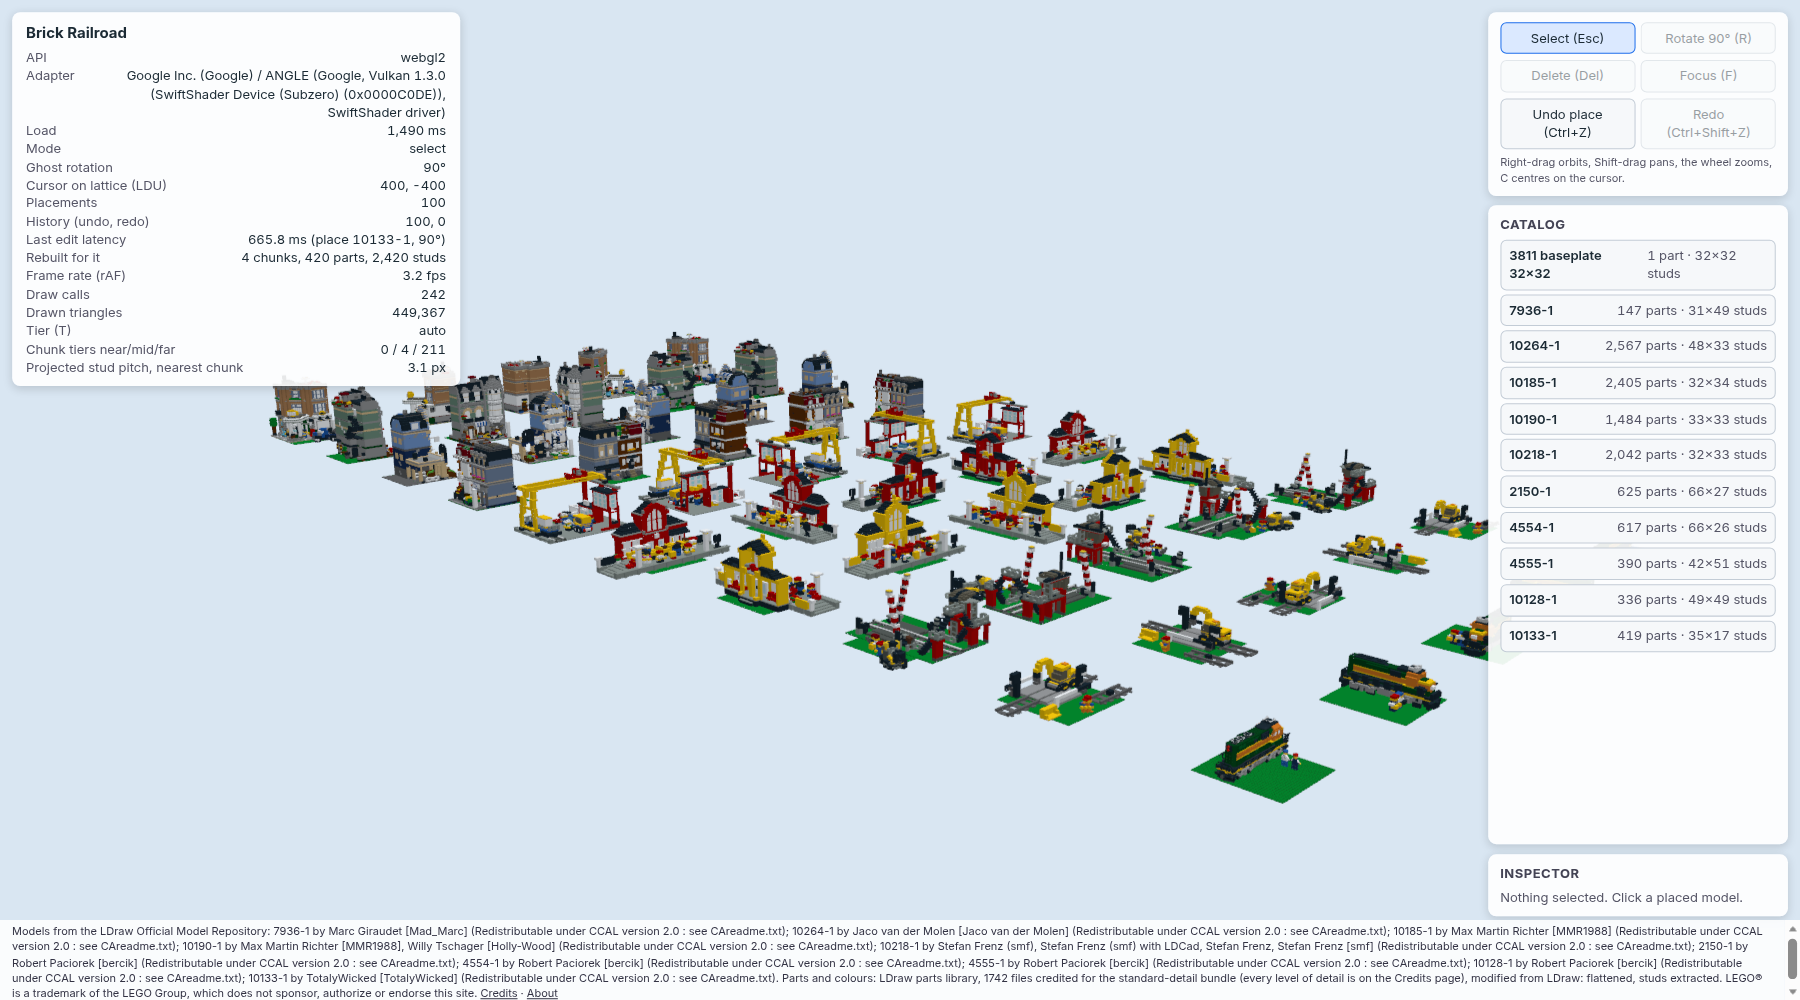 Brick Railroad
API webgl2
Adapter Google Inc. (Google) / ANGLE (Google, Vulkan 1.3.0
(SwiftShader Device (Subzero) (0x0000C0DE)),
SwiftShader driver)
Load 1,490 ms
Mode select
Ghost rotation 90°
Cursor on lattice (LDU) 400, -400
Placements 100
History (undo, redo) 100, 0
Last edit latency 665.8 ms (place 10133-1, 90°)
Rebuilt for it 4 chunks, 420 parts, 2,420 studs
Frame rate (rAF) 3.2 fps
Draw calls 242
Drawn triangles 449,367
Tier (T) auto
Chunk tiers near/mid/far 0 / 4 / 211
Projected stud pitch, nearest chunk 3.1 px
Select (Esc) Rotate 90° (R)
Delete (Del) Focus (F)
Undo place
(Ctrl+Z)
Redo
(Ctrl+Shift+Z)
Right-drag orbits, Shift-drag pans, the wheel zooms,
C centres on the cursor.
CATALOG
3811 baseplate
32×32
1 part · 32×32
studs
7936-1 147 parts · 31×49 studs
10264-1 2,567 parts · 48×33 studs
10185-1 2,405 parts · 32×34 studs
10190-1 1,484 parts · 33×33 studs
10218-1 2,042 parts · 32×33 studs
2150-1 625 parts · 66×27 studs
4554-1 617 parts · 66×26 studs
4555-1 390 parts · 42×51 studs
10128-1 336 parts · 49×49 studs
10133-1 419 parts · 35×17 studs
INSPECTOR
Nothing selected. Click a placed model.
Models from the LDraw Official Model Repository: 7936-1 by Marc Giraudet [Mad_Marc] (Redistributable under CCAL version 2.0 : see CAreadme.txt); 10264-1 by Jaco van der Molen [Jaco van der Molen] (Redistributable under CCAL version 2.0 : see CAreadme.txt); 10185-1 by Max Martin Richter [MMR1988] (Redistributable under CCAL
version 2.0 : see CAreadme.txt); 10190-1 by Max Martin Richter [MMR1988], Willy Tschager [Holly-Wood] (Redistributable under CCAL version 2.0 : see CAreadme.txt); 10218-1 by Stefan Frenz (smf), Stefan Frenz (smf) with LDCad, Stefan Frenz, Stefan Frenz [smf] (Redistributable under CCAL version 2.0 : see CAreadme.txt); 2150-1 by
Robert Paciorek [bercik] (Redistributable under CCAL version 2.0 : see CAreadme.txt); 4554-1 by Robert Paciorek [bercik] (Redistributable under CCAL version 2.0 : see CAreadme.txt); 4555-1 by Robert Paciorek [bercik] (Redistributable under CCAL version 2.0 : see CAreadme.txt); 10128-1 by Robert Paciorek [bercik] (Redistributable
under CCAL version 2.0 : see CAreadme.txt); 10133-1 by TotalyWicked [TotalyWicked] (Redistributable under CCAL version 2.0 : see CAreadme.txt). Parts and colours: LDraw parts library, 1742 files credited for the standard-detail bundle (every level of detail is on the Credits page), modified from LDraw: flattened, studs extracted. LEGO®
is a trademark of the LEGO Group, which does not sponsor, authorize or endorse this site. Credits · About